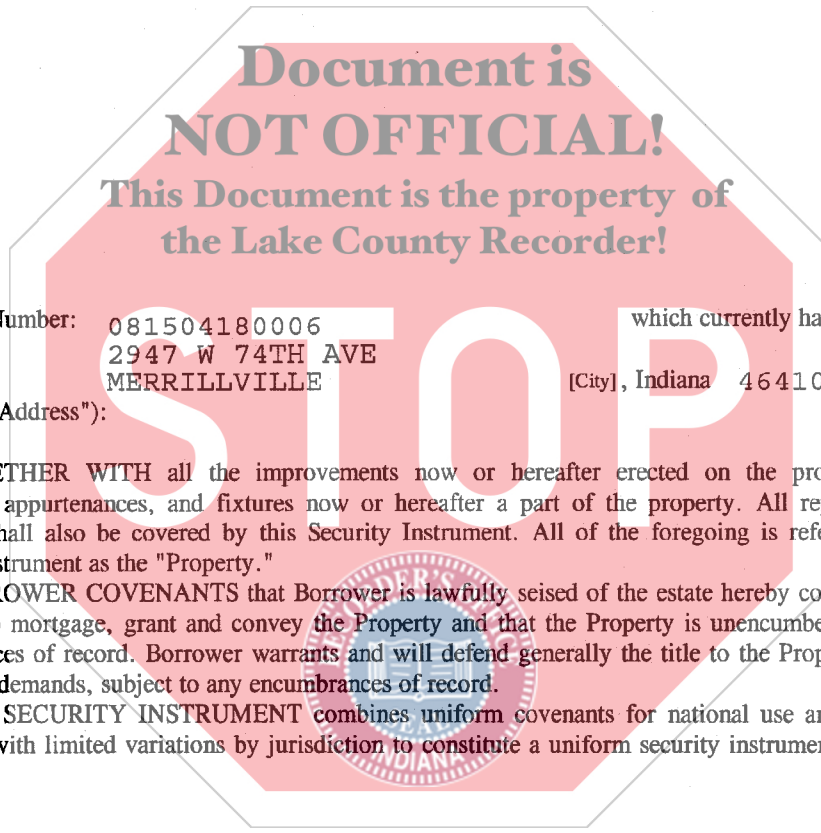 Document is
NOT OFFICIAL!
This Document is the property of
the Lake County Recorder!
Number: 081504180006 which currently ha
2947 W 74TH AVE
MERRILLVILLE [City], Indiana 46410
Address"):
STOP
ETHER WITH all the improvements now or hereafter erected on the pro
appurtenances, and fixtures now or hereafter a part of the property. All re
hall also be covered by this Security Instrument. All of the foregoing is refe
strument as the "Property."
ROWER COVENANTS that Borrower is lawfully seised of the estate hereby co
mortgage, grant and convey the Property and that the Property is unencumbe
ces of record. Borrower warrants and will defend generally the title to the Prop
demands, subject to any encumbrances of record.
SECURITY INSTRUMENT combines uniform covenants for national use an
with limited variations by jurisdiction to constitute a uniform security instrumen
RECORDER'S OFFICE
SEAL
INDIANA